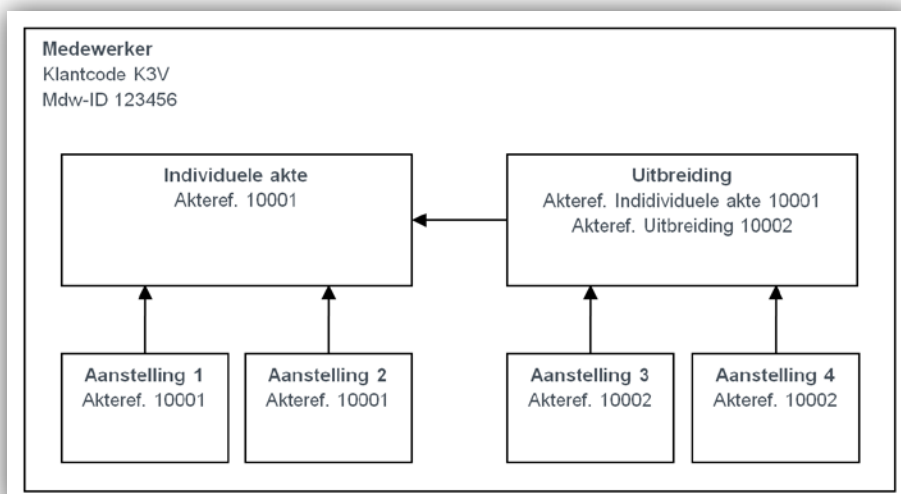 Medewerker
Klantcode K3V
Mdw-ID 123456
Individuele akte
Akteref. 10001
Uitbreiding
Akteref. Indidividuele akte 10001
Akteref. Uitbreiding 10002
Aanstelling 1
Akteref. 10001
Aanstelling 2
Akteref. 10001
Aanstelling 3
Akteref. 10002
Aanstelling 4
Akteref. 10002